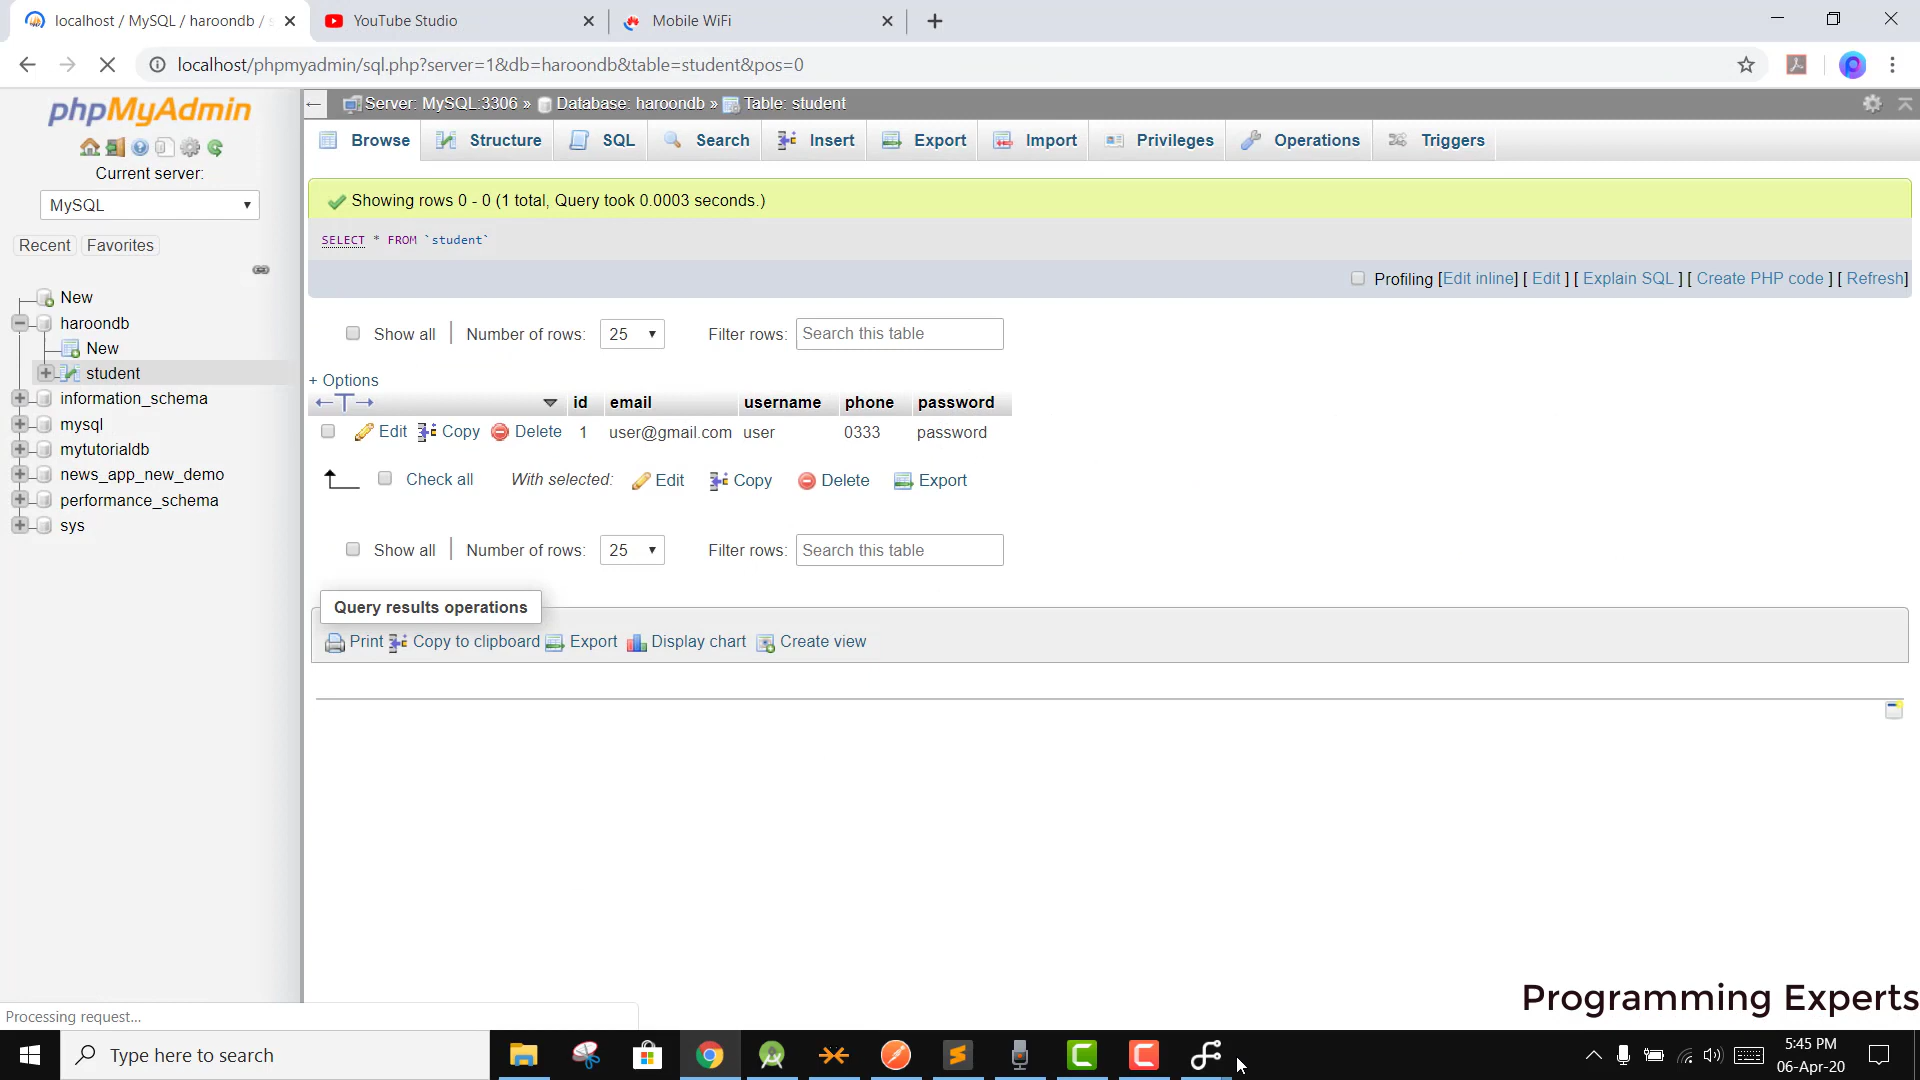 localhost / MySQL / haroondb / s
YouTube Studio
Mobile WiFi
localhost/phpmyadmin/sql.php?server=1&db=haroondb&table=student&pos=0
phpMyAdmin
Current server:
MySQL
Recent
Favorites
New
haroondb
New
student
information_schema
mysql
mytutorialdb
news_app_new_demo
performance_schema
sys
Server: MySQL:3306 » Database: haroondb » Table: student
Browse Structure SQL Search Insert Export Import Privileges Operations Triggers
Showing rows 0 - 0 (1 total, Query took 0.0003 seconds.)
SELECT * FROM `student`
Profiling [Edit inline] [ Edit ] [ Explain SQL ] [ Create PHP code ] [ Refresh]
Show all Number of rows: 25 Filter rows: Search this table
+ Options
id email username phone password
Edit Copy Delete 1 user@gmail.com user 0333 password
Check all With selected: Edit Copy Delete Export
Show all Number of rows: 25 Filter rows: Search this table
Query results operations
Print Copy to clipboard Export Display chart Create view
Programming Experts
Processing request...
Type here to search
5:45 PM
06-Apr-20